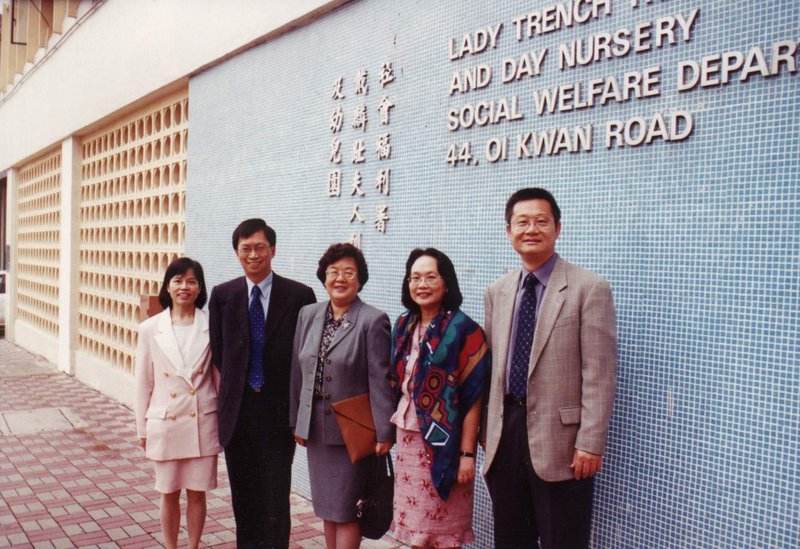 LADY TRENCH
AND DAY NURSERY
SOCIAL WELFARE DEPART
44, OI KWAN ROAD
社會福利署
戴麟趾夫人
及幼兒園